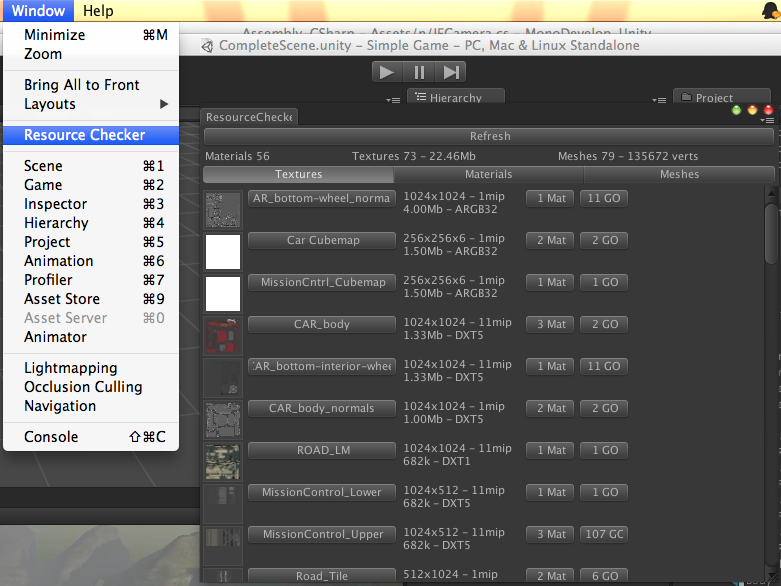 Window Help
Assembly-CSharp – Assets/n/JFCamera.cs – MonoDevelop-Unity
CompleteScene.unity – Simple Game – PC, Mac & Linux Standalone
Minimize ⌘M
Zoom
Bring All to Front
Layouts
Resource Checker
Scene ⌘1
Game ⌘2
Inspector ⌘3
Hierarchy ⌘4
Project ⌘5
Animation ⌘6
Profiler ⌘7
Asset Store ⌘9
Asset Server ⌘0
Animator
Lightmapping
Occlusion Culling
Navigation
Console ⇧⌘C
Hierarchy
Project
ResourceChecke
Refresh
Materials 56 Textures 73 – 22.46Mb Meshes 79 – 135672 verts
Textures Materials Meshes
AR_bottom-wheel_norma 1024x1024 – 1mip 1 Mat 11 GO
4.00Mb – ARGB32
Car Cubemap 256x256x6 – 1mip 2 Mat 2 GO
1.50Mb – ARGB32
MissionCntrl_Cubemap 256x256x6 – 1mip 1 Mat 1 GO
1.50Mb – ARGB32
CAR_body 1024x1024 – 11mip 3 Mat 2 GO
1.33Mb – DXT5
CAR_bottom-interior-whee 1024x1024 – 11mip 1 Mat 11 GO
1.33Mb – DXT5
CAR_body_normals 1024x1024 – 1mip 2 Mat 2 GO
1.00Mb – DXT5
ROAD_LM 1024x1024 – 11mip 1 Mat 1 GO
682k – DXT1
MissionControl_Lower 1024x512 – 11mip 1 Mat 1 GO
682k – DXT5
MissionControl_Upper 1024x512 – 11mip 3 Mat 107 GO
682k – DXT5
Road_Tile 512x1024 – 1mip 2 Mat 6 GO